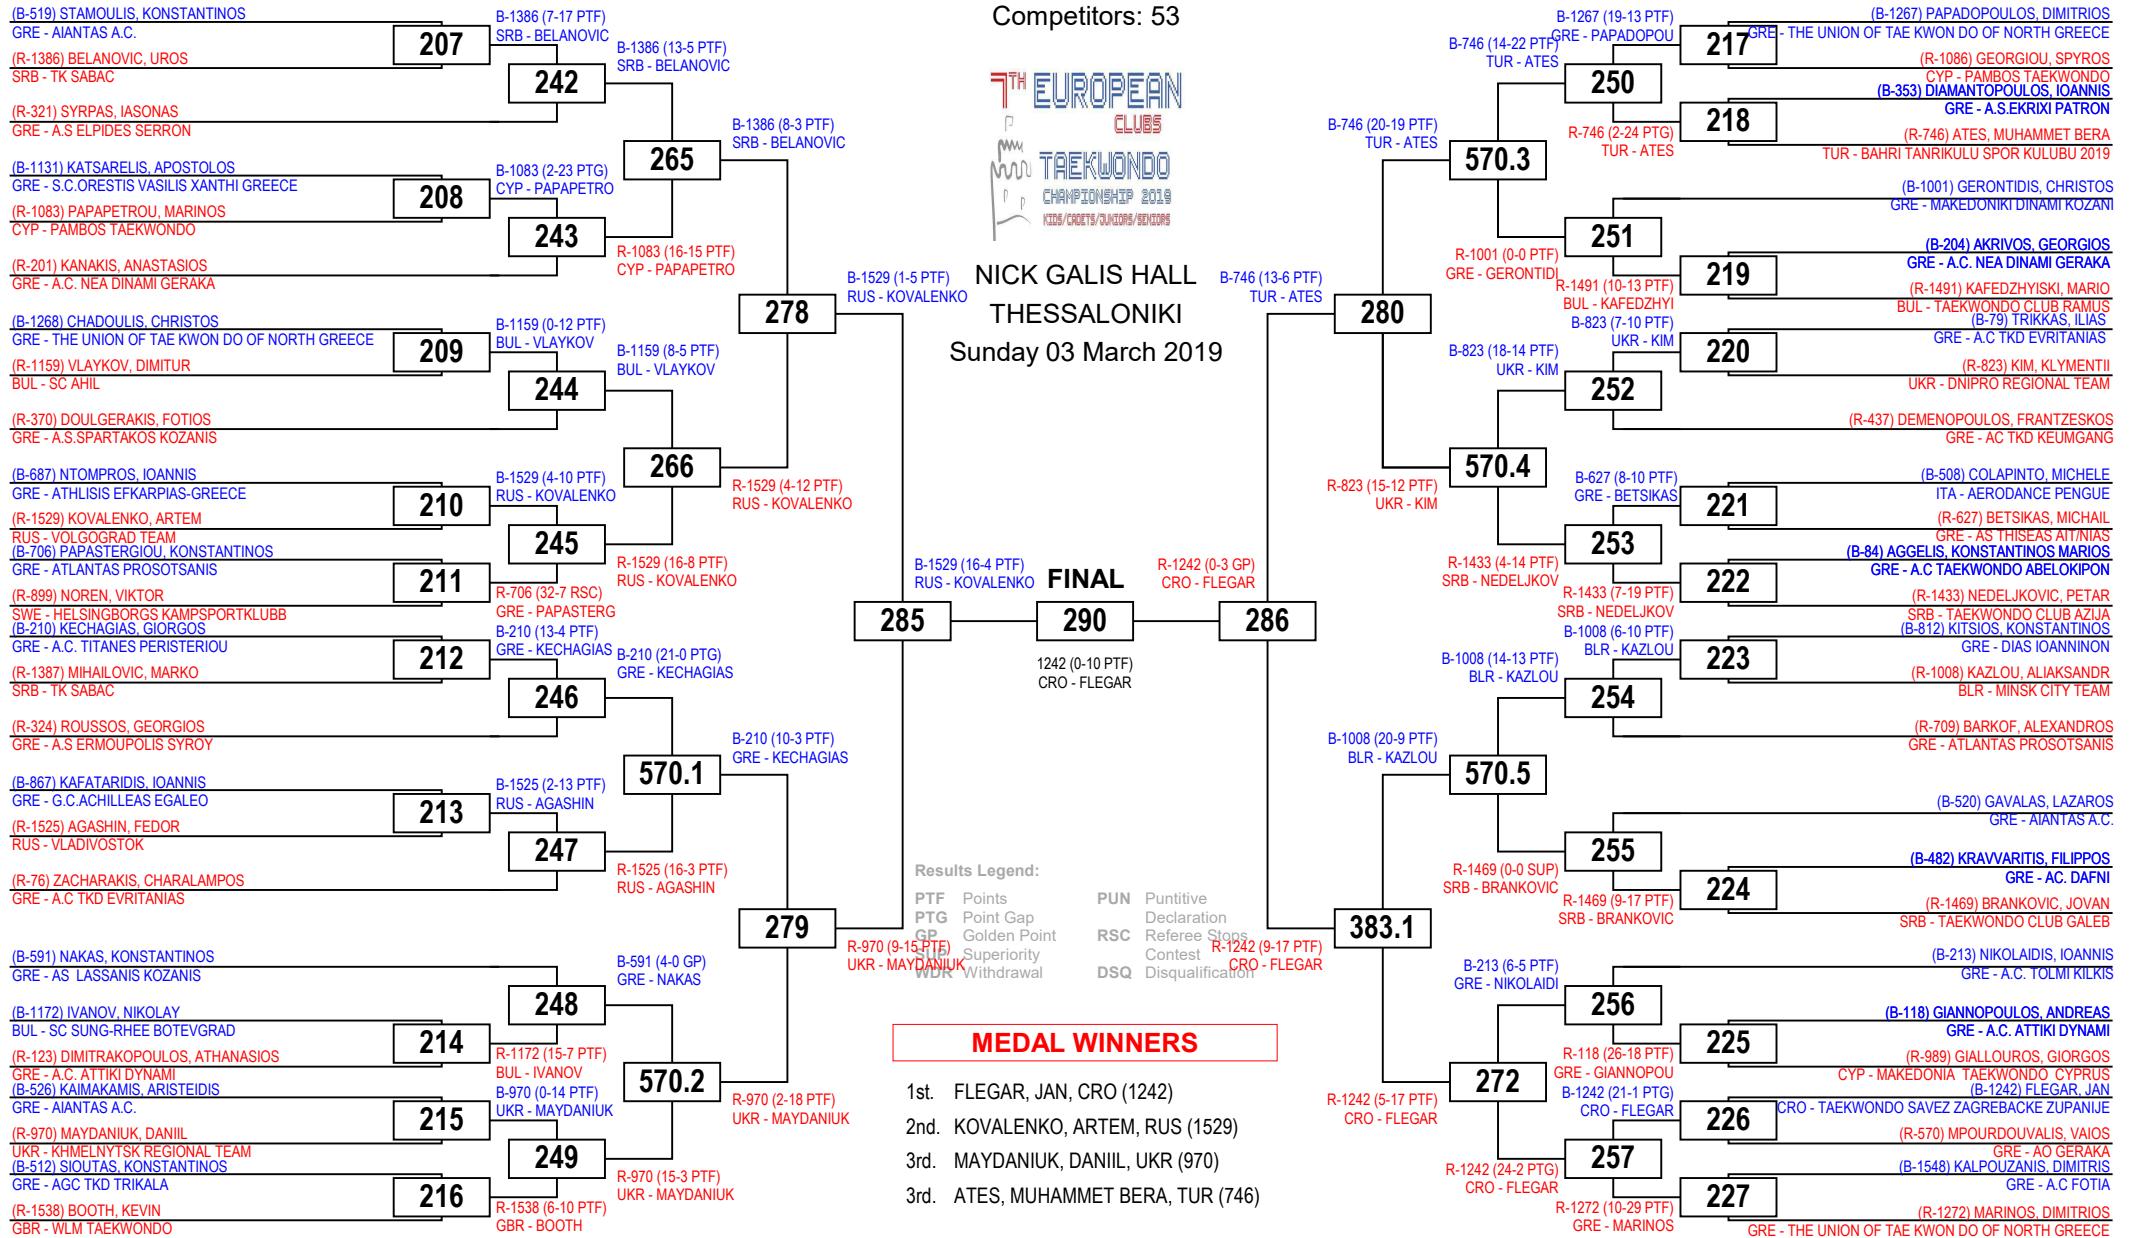 Competitors: 53
7TH EUROPEAN
CLUBS
TAEKWONDO
CHAMPIONSHIP 2019
KIDS/CADETS/JUNIORS/SENIORS
NICK GALIS HALL
THESSALONIKI
Sunday 03 March 2019
(B-519) STAMOULIS, KONSTANTINOS
GRE - AIANTAS A.C.
(R-1386) BELANOVIC, UROS
SRB - TK SABAC
(R-321) SYRPAS, IASONAS
GRE - A.S ELPIDES SERRON
(B-1131) KATSARELIS, APOSTOLOS
GRE - S.C.ORESTIS VASILIS XANTHI GREECE
(R-1083) PAPAPETROU, MARINOS
CYP - PAMBOS TAEKWONDO
(R-201) KANAKIS, ANASTASIOS
GRE - A.C. NEA DINAMI GERAKA
(B-1268) CHADOULIS, CHRISTOS
GRE - THE UNION OF TAE KWON DO OF NORTH GREECE
(R-1159) VLAYKOV, DIMITUR
BUL - SC AHIL
(R-370) DOULGERAKIS, FOTIOS
GRE - A.S.SPARTAKOS KOZANIS
(B-687) NTOMPROS, IOANNIS
GRE - ATHLISIS EFKARPIAS-GREECE
(R-1529) KOVALENKO, ARTEM
RUS - VOLGOGRAD TEAM
(B-706) PAPASTERGIOU, KONSTANTINOS
GRE - ATLANTAS PROSOTSANIS
(R-899) NOREN, VIKTOR
SWE - HELSINGBORGS KAMPSPORTKLUBB
(B-210) KECHAGIAS, GIORGOS
GRE - A.C. TITANES PERISTERIOU
(R-1387) MIHAILOVIC, MARKO
SRB - TK SABAC
(R-324) ROUSSOS, GEORGIOS
GRE - A.S ERMOUPOLIS SYROY
(B-867) KAFATARIDIS, IOANNIS
GRE - G.C.ACHILLEAS EGALEO
(R-1525) AGASHIN, FEDOR
RUS - VLADIVOSTOK
(R-76) ZACHARAKIS, CHARALAMPOS
GRE - A.C TKD EVRITANIAS
(B-591) NAKAS, KONSTANTINOS
GRE - AS  LASSANIS KOZANIS
(B-1172) IVANOV, NIKOLAY
BUL - SC SUNG-RHEE BOTEVGRAD
(R-123) DIMITRAKOPOULOS, ATHANASIOS
GRE - A.C. ATTIKI DYNAMI
(B-526) KAIMAKAMIS, ARISTEIDIS
GRE - AIANTAS A.C.
(R-970) MAYDANIUK, DANIIL
UKR - KHMELNYTSK REGIONAL TEAM
(B-512) SIOUTAS, KONSTANTINOS
GRE - AGC TKD TRIKALA
(R-1538) BOOTH, KEVIN
GBR - WLM TAEKWONDO
207
208
209
210
211
212
213
214
215
216
B-1386 (7-17 PTF)
SRB - BELANOVIC
B-1083 (2-23 PTG)
CYP - PAPAPETRO
B-1159 (0-12 PTF)
BUL - VLAYKOV
B-1529 (4-10 PTF)
RUS - KOVALENKO
R-706 (32-7 RSC)
GRE - PAPASTERG
B-210 (13-4 PTF)
GRE - KECHAGIAS
B-1525 (2-13 PTF)
RUS - AGASHIN
R-1172 (15-7 PTF)
BUL - IVANOV
B-970 (0-14 PTF)
UKR - MAYDANIUK
R-1538 (6-10 PTF)
GBR - BOOTH
242
243
244
245
246
247
248
249
B-1386 (13-5 PTF)
SRB - BELANOVIC
R-1083 (16-15 PTF)
CYP - PAPAPETRO
B-1159 (8-5 PTF)
BUL - VLAYKOV
R-1529 (16-8 PTF)
RUS - KOVALENKO
B-210 (21-0 PTG)
GRE - KECHAGIAS
R-1525 (16-3 PTF)
RUS - AGASHIN
B-591 (4-0 GP)
GRE - NAKAS
R-970 (15-3 PTF)
UKR - MAYDANIUK
265
266
570.1
570.2
B-1386 (8-3 PTF)
SRB - BELANOVIC
R-1529 (4-12 PTF)
RUS - KOVALENKO
B-210 (10-3 PTF)
GRE - KECHAGIAS
R-970 (2-18 PTF)
UKR - MAYDANIUK
278
279
B-1529 (1-5 PTF)
RUS - KOVALENKO
R-970 (9-15 PTF)
UKR - MAYDANIUK
285
B-1529 (16-4 PTF)
RUS - KOVALENKO
FINAL
290
1242 (0-10 PTF)
CRO - FLEGAR
R-1242 (0-3 GP)
CRO - FLEGAR
286
B-746 (13-6 PTF)
TUR - ATES
R-1242 (9-17 PTF)
CRO - FLEGAR
280
383.1
B-746 (20-19 PTF)
TUR - ATES
R-823 (15-12 PTF)
UKR - KIM
B-1008 (20-9 PTF)
BLR - KAZLOU
R-1242 (5-17 PTF)
CRO - FLEGAR
570.3
570.4
570.5
272
B-746 (14-22 PTF)
TUR - ATES
R-1001 (0-0 PTF)
GRE - GERONTIDI
B-823 (18-14 PTF)
UKR - KIM
R-1433 (4-14 PTF)
SRB - NEDELJKOV
B-1008 (14-13 PTF)
BLR - KAZLOU
R-1469 (0-0 SUP)
SRB - BRANKOVIC
B-213 (6-5 PTF)
GRE - NIKOLAIDI
R-1242 (24-2 PTG)
CRO - FLEGAR
250
251
252
253
254
255
256
257
B-1267 (19-13 PTF)
GRE - PAPADOPOU
R-746 (2-24 PTG)
TUR - ATES
R-1491 (10-13 PTF)
BUL - KAFEDZHYI
B-823 (7-10 PTF)
UKR - KIM
B-627 (8-10 PTF)
GRE - BETSIKAS
R-1433 (7-19 PTF)
SRB - NEDELJKOV
B-1008 (6-10 PTF)
BLR - KAZLOU
R-1469 (9-17 PTF)
SRB - BRANKOVIC
R-118 (26-18 PTF)
GRE - GIANNOPOU
B-1242 (21-1 PTG)
CRO - FLEGAR
R-1272 (10-29 PTF)
GRE - MARINOS
217
218
219
220
221
222
223
224
225
226
227
(B-1267) PAPADOPOULOS, DIMITRIOS
GRE - THE UNION OF TAE KWON DO OF NORTH GREECE
(R-1086) GEORGIOU, SPYROS
CYP - PAMBOS TAEKWONDO
(B-353) DIAMANTOPOULOS, IOANNIS
GRE - A.S.EKRIXI PATRON
(R-746) ATES, MUHAMMET BERA
TUR - BAHRI TANRIKULU SPOR KULUBU 2019
(B-1001) GERONTIDIS, CHRISTOS
GRE - MAKEDONIKI DINAMI KOZANI
(B-204) AKRIVOS, GEORGIOS
GRE - A.C. NEA DINAMI GERAKA
(R-1491) KAFEDZHYISKI, MARIO
BUL - TAEKWONDO CLUB RAMUS
(B-79) TRIKKAS, ILIAS
GRE - A.C TKD EVRITANIAS
(R-823) KIM, KLYMENTII
UKR - DNIPRO REGIONAL TEAM
(R-437) DEMENOPOULOS, FRANTZESKOS
GRE - AC TKD KEUMGANG
(B-508) COLAPINTO, MICHELE
ITA - AERODANCE PENGUE
(R-627) BETSIKAS, MICHAIL
GRE - AS THISEAS AIT/NIAS
(B-84) AGGELIS, KONSTANTINOS MARIOS
GRE - A.C TAEKWONDO ABELOKIPON
(R-1433) NEDELJKOVIC, PETAR
SRB - TAEKWONDO CLUB AZIJA
(B-812) KITSIOS, KONSTANTINOS
GRE - DIAS IOANNINON
(R-1008) KAZLOU, ALIAKSANDR
BLR - MINSK CITY TEAM
(R-709) BARKOF, ALEXANDROS
GRE - ATLANTAS PROSOTSANIS
(B-520) GAVALAS, LAZAROS
GRE - AIANTAS A.C.
(B-482) KRAVVARITIS, FILIPPOS
GRE - AC. DAFNI
(R-1469) BRANKOVIC, JOVAN
SRB - TAEKWONDO CLUB GALEB
(B-213) NIKOLAIDIS, IOANNIS
GRE - A.C. TOLMI KILKIS
(B-118) GIANNOPOULOS, ANDREAS
GRE - A.C. ATTIKI DYNAMI
(R-989) GIALLOUROS, GIORGOS
CYP - MAKEDONIA  TAEKWONDO  CYPRUS
(B-1242) FLEGAR, JAN
CRO - TAEKWONDO SAVEZ ZAGREBACKE ZUPANIJE
(R-570) MPOURDOUVALIS, VAIOS
GRE - AO GERAKA
(B-1548) KALPOUZANIS, DIMITRIS
GRE - A.C FOTIA
(R-1272) MARINOS, DIMITRIOS
GRE - THE UNION OF TAE KWON DO OF NORTH GREECE
Results Legend:
PTF Points
PTG Point Gap
GP Golden Point
SUP Superiority
WDR Withdrawal
PUN Puntitive
Declaration
RSC Referee Stops
Contest
DSQ Disqualification
MEDAL WINNERS
1st. FLEGAR, JAN, CRO (1242)
2nd. KOVALENKO, ARTEM, RUS (1529)
3rd. MAYDANIUK, DANIIL, UKR (970)
3rd. ATES, MUHAMMET BERA, TUR (746)